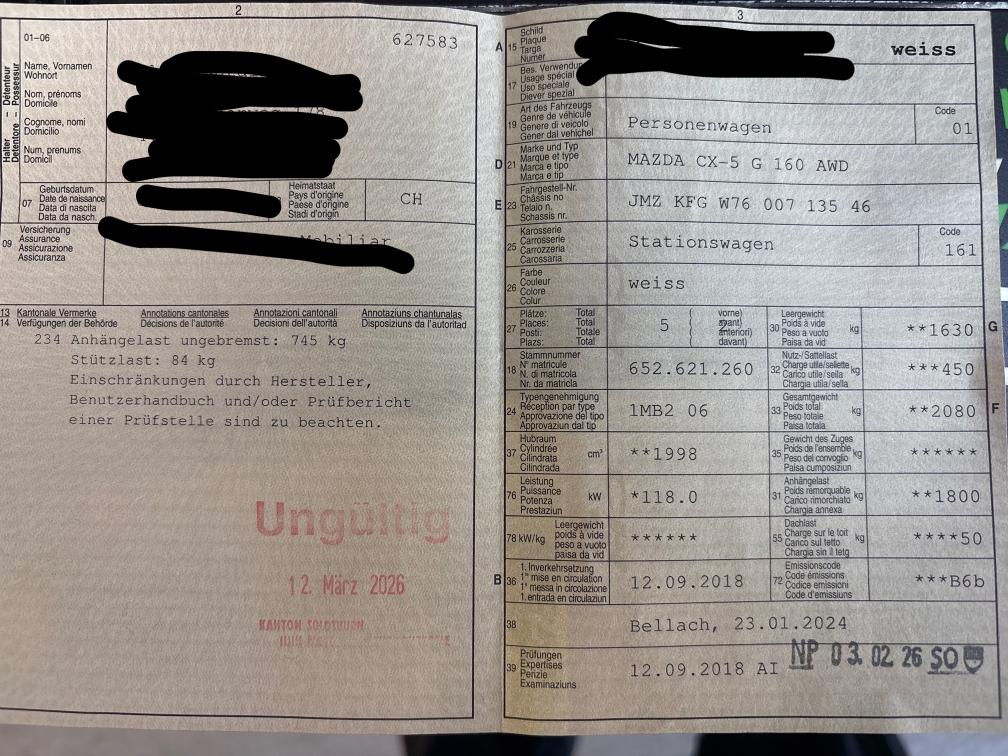 2
01-06
627583
Halter – Détenteur
Detentore – Possessur
Name, Vornamen
Wohnort
Nom, prénoms
Domicile
Cognome, nomi
Domicilio
Num, prenums
Domicil
07
Geburtsdatum
Date de naissance
Data di nascita
Data da nasch.
Heimatstaat
Pays d'origine
Paese d'origine
Stadi d'origin
CH
09
Versicherung
Assurance
Assicurazione
Assicuranza
Mobiliar
13 Kantonale Vermerke Annotations cantonales Annotazioni cantonali Annotaziuns chantunalas
14 Verfügungen der Behörde Décisions de l'autorité Decisioni dell'autorità Disposiziuns da l'autoritad
234 Anhängelast ungebremst: 745 kg
Stützlast: 84 kg
Einschränkungen durch Hersteller,
Benutzerhandbuch und/oder Prüfbericht
einer Prüfstelle sind zu beachten.
Ungültig
12. März 2026
KANTON SOLOTHURN
3
A 15
Schild
Plaque
Targa
Numer
weiss
17
Bes. Verwendung
Usage spécial
Uso speciale
Diever spezial
19
Art des Fahrzeugs
Genre de véhicule
Genere di veicolo
Gener dal vehichel
Personenwagen
Code
01
D 21
Marke und Typ
Marque et type
Marca e tipo
Marca e tip
MAZDA CX-5 G 160 AWD
E 23
Fahrgestell-Nr.
Châssis no
Telaio n.
Schassis nr.
JMZ KFG W76 007 135 46
25
Karosserie
Carrosserie
Carrozzeria
Carossaria
Stationswagen
Code
161
26
Farbe
Couleur
Colore
Colur
weiss
27
Plätze: Total
Places: Total
Posti: Totale
Plazs: Total
5
( vorne)
( avant)
( anteriori)
( davant)
30
Leergewicht
Poids à vide
Peso a vuoto
Paisa da vid
kg
**1630
G
18
Stammnummer
N° matricule
N. di matricola
Nr. da matricla
652.621.260
32
Nutz-/Sattellast
Charge utile/sellette
Carico utile/sella
Chargia utila/sella
kg
***450
24
Typengenehmigung
Réception par type
Approvazione del tipo
Approvaziun dal tip
1MB2 06
33
Gesamtgewicht
Poids total
Peso totale
Paisa totala
kg
**2080
F
37
Hubraum
Cylindrée
Cilindrata
Cilindrada
cm³
**1998
35
Gewicht des Zuges
Poids de l'ensemble
Peso del convoglio
Paisa cumposiziun
kg
******
76
Leistung
Puissance
Potenza
Prestaziun
kW
*118.0
31
Anhängelast
Poids remorquable
Carico rimorchiato
Chargia annexa
kg
**1800
78 kW/kg
Leergewicht
poids à vide
peso a vuoto
paisa da vid
******
55
Dachlast
Charge sur le toit
Carico sul tetto
Chargia sin il tetg
kg
****50
B 36
1. Inverkehrsetzung
1re mise en circulation
1a messa in circolazione
1. entrada en circulaziun
12.09.2018
72
Emissionscode
Code émissions
Codice emissioni
Code d'emissiuns
***B6b
38
Bellach, 23.01.2024
39
Prüfungen
Expertises
Perizie
Examinaziuns
12.09.2018 AI
NP 03.02 26 SO